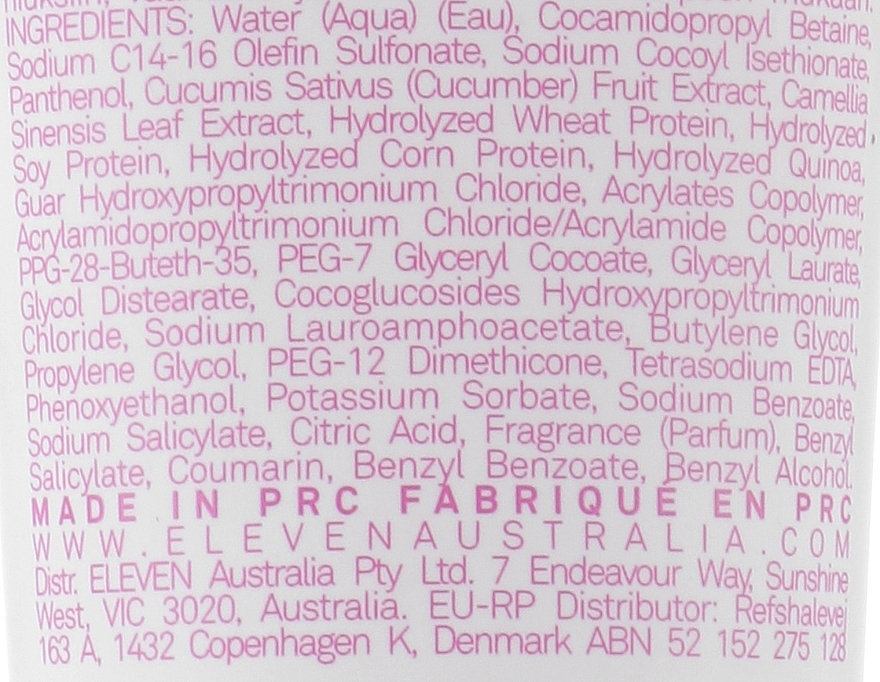 INGREDIENTS: Water (Aqua) (Eau), Cocamidopropyl Betaine,
Sodium C14-16 Olefin Sulfonate, Sodium Cocoyl Isethionate,
Panthenol, Cucumis Sativus (Cucumber) Fruit Extract, Camellia
Sinensis Leaf Extract, Hydrolyzed Wheat Protein, Hydrolyzed
Soy Protein, Hydrolyzed Corn Protein, Hydrolyzed Quinoa,
Guar Hydroxypropyltrimonium Chloride, Acrylates Copolymer,
Acrylamidopropyltrimonium Chloride/Acrylamide Copolymer,
PPG-28-Buteth-35, PEG-7 Glyceryl Cocoate, Glyceryl Laurate,
Glycol Distearate, Cocoglucosides Hydroxypropyltrimonium
Chloride, Sodium Lauroamphoacetate, Butylene Glycol,
Propylene Glycol, PEG-12 Dimethicone, Tetrasodium EDTA,
Phenoxyethanol, Potassium Sorbate, Sodium Benzoate,
Sodium Salicylate, Citric Acid, Fragrance (Parfum), Benzyl
Salicylate, Coumarin, Benzyl Benzoate, Benzyl Alcohol.
MADE IN PRC FABRIQUÉ EN PRC
WWW.ELEVENAUSTRALIA.COM
Distr. ELEVEN Australia Pty Ltd. 7 Endeavour Way, Sunshine
West, VIC 3020, Australia. EU-RP Distributor: Refshalevej
163 A, 1432 Copenhagen K, Denmark ABN 52 152 275 128